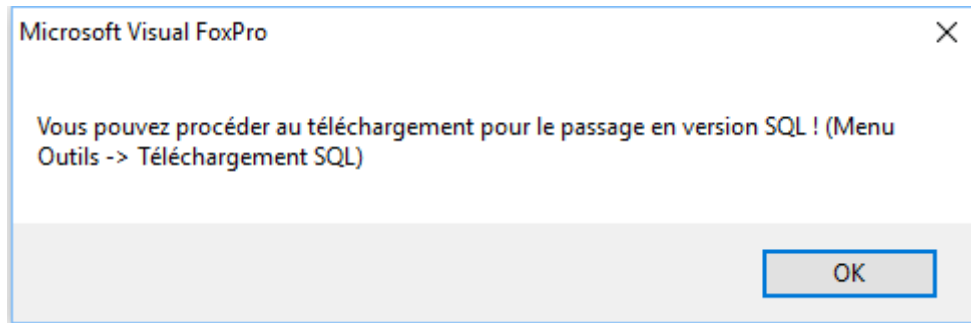 Microsoft Visual FoxPro
Vous pouvez procéder au téléchargement pour le passage en version SQL ! (Menu
Outils -> Téléchargement SQL)
OK